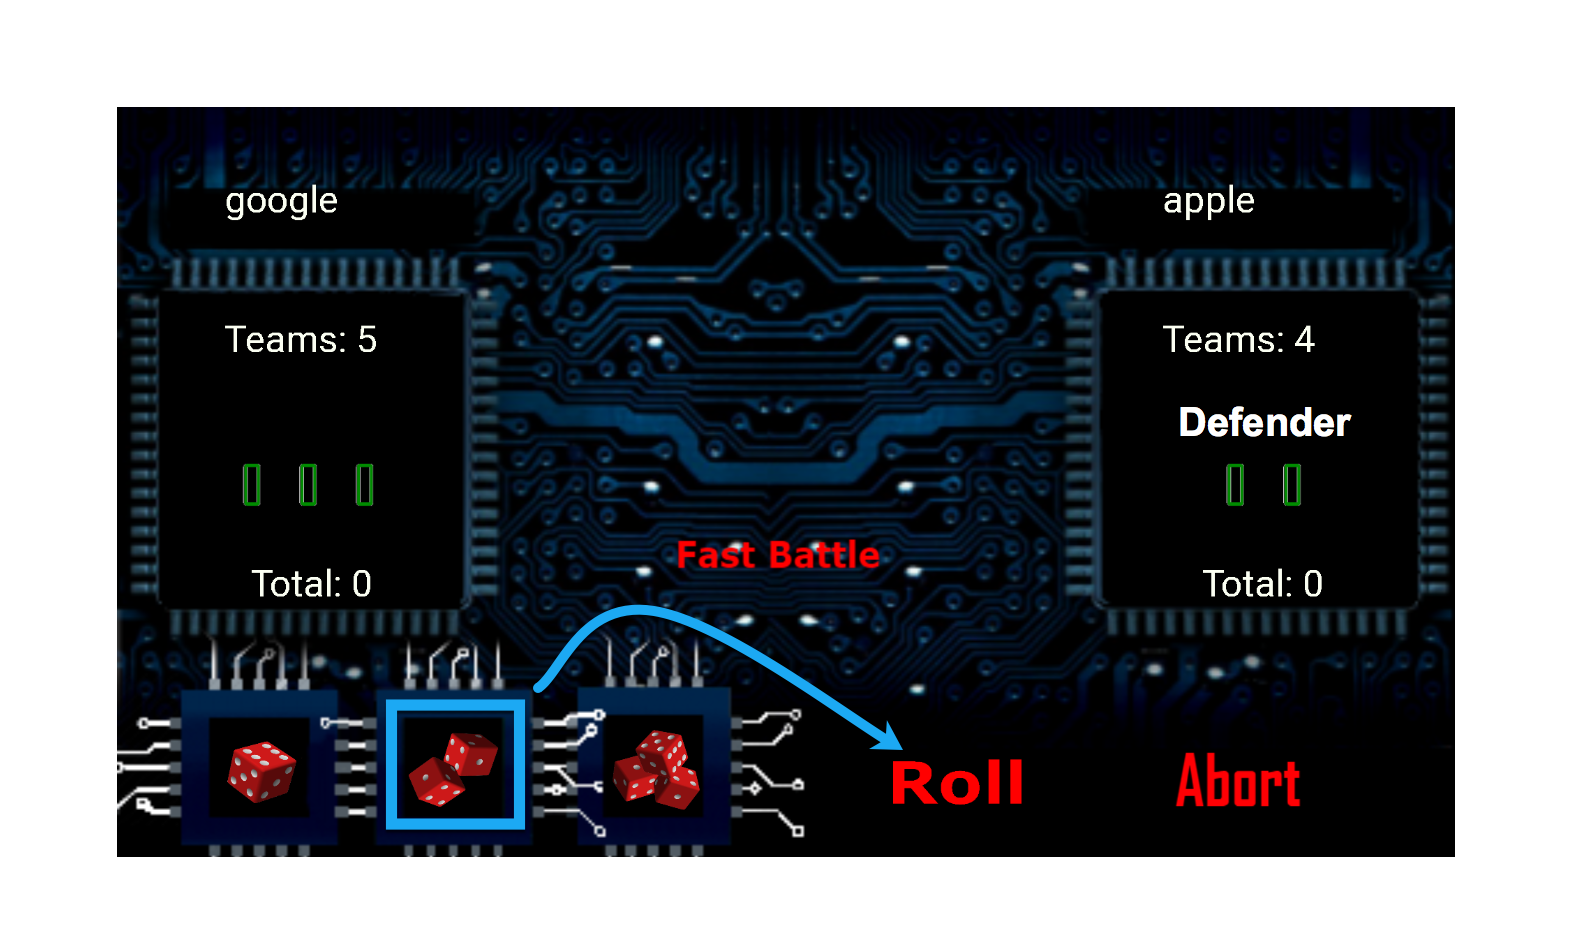 google
apple
Teams: 5
Teams: 4
Defender
Fast Battle
Total: 0
Total: 0
Roll
Abort